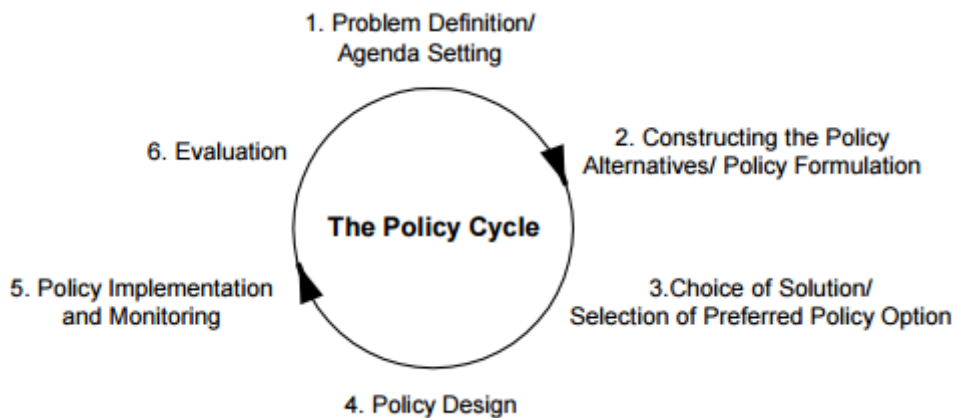 1. Problem Definition/
Agenda Setting
2. Constructing the Policy
Alternatives/ Policy Formulation
3.Choice of Solution/
Selection of Preferred Policy Option
4. Policy Design
5. Policy Implementation
and Monitoring
6. Evaluation
The Policy Cycle